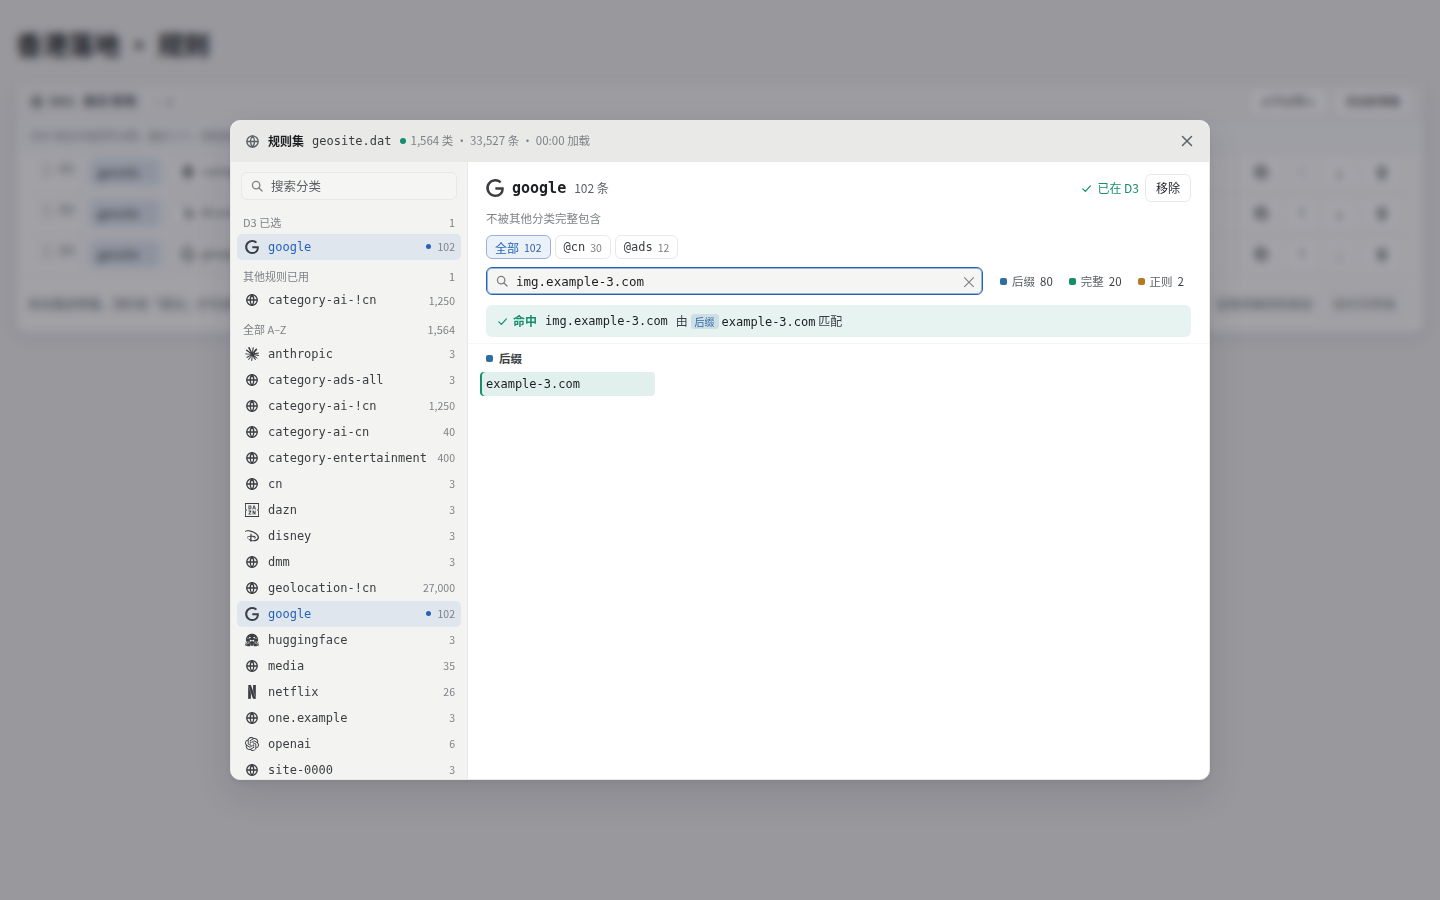 香港落地 · 规则
规则集 geosite.dat 1,564 类 · 33,527 条 · 00:00 加载
搜索分类
D3 已选 1
google 102
其他规则已用 1
category-ai-!cn 1,250
全部 A–Z 1,564
anthropic 3
category-ads-all 3
category-ai-!cn 1,250
category-ai-cn 40
category-entertainment 400
cn 3
dazn 3
disney 3
dmm 3
geolocation-!cn 27,000
google 102
huggingface 3
media 35
netflix 26
one.example 3
openai 6
site-0000 3
google 102 条 已在 D3 移除
不被其他分类完整包含
全部 102 @cn 30 @ads 12
img.example-3.com 后缀 80 完整 20 正则 2
命中 img.example-3.com 由 后缀 example-3.com 匹配
后缀
example-3.com